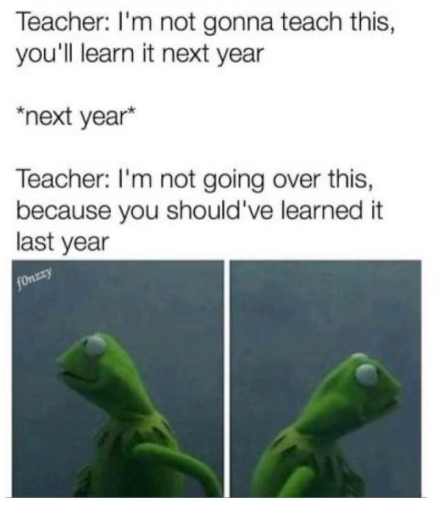 Teacher: I'm not gonna teach this,
you'll learn it next year
*next year*
Teacher: I'm not going over this,
because you should've learned it
last year
fOnzzy